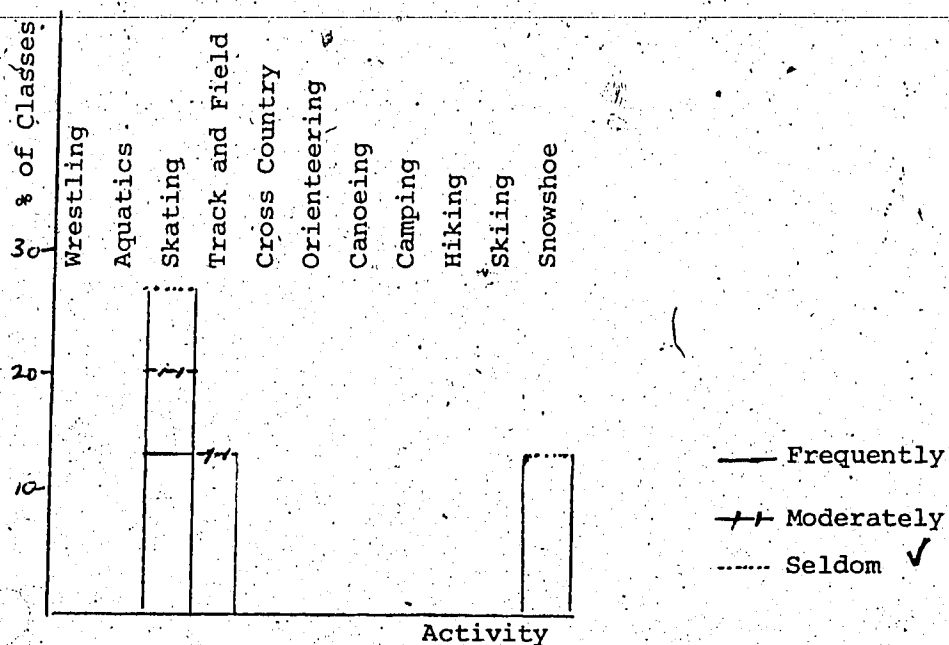 % of Classes
Wrestling
Aquatics
Skating
Track and Field
Cross Country
Orienteering
Canoeing
Camping
Hiking
Skiing
Snowshoe
30
20
10
Frequently
Moderately
Seldom
Activity